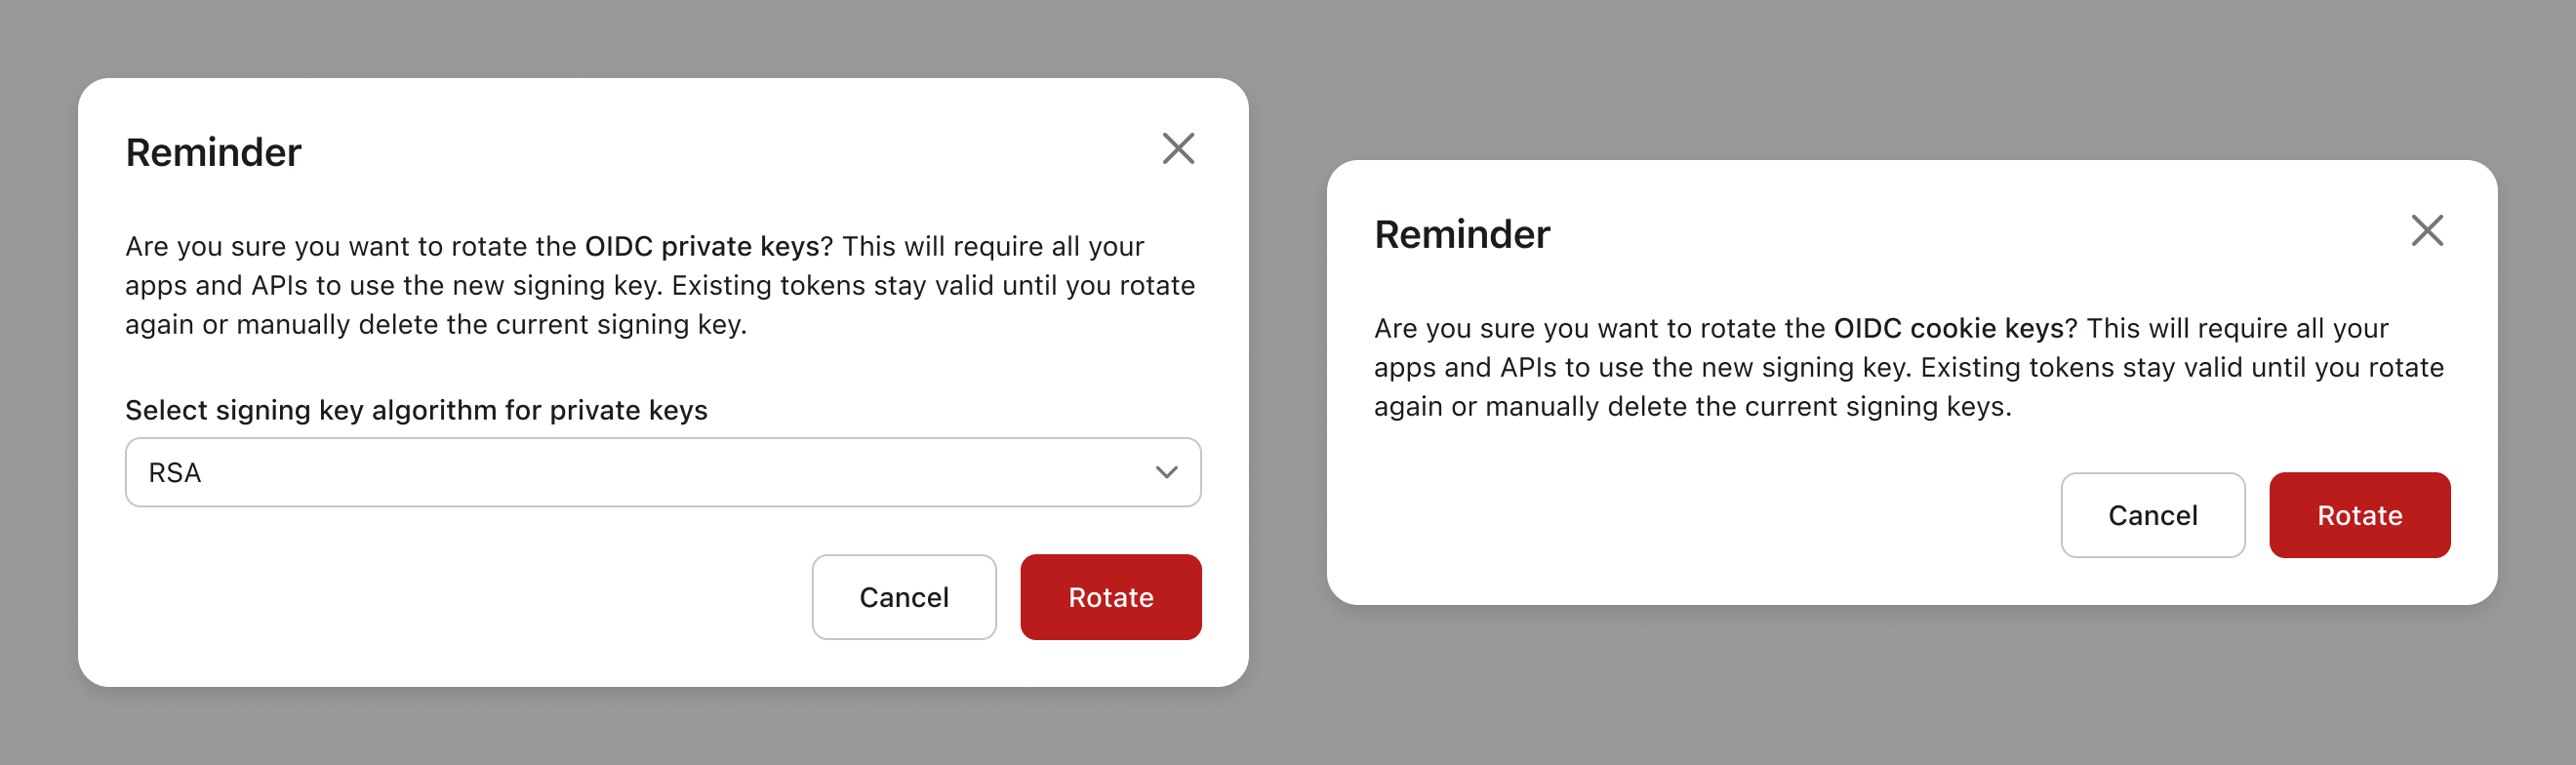 Reminder
Are you sure you want to rotate the OIDC private keys? This will require all your
apps and APIs to use the new signing key. Existing tokens stay valid until you rotate
again or manually delete the current signing key.
Select signing key algorithm for private keys
RSA
Cancel
Rotate
Reminder
Are you sure you want to rotate the OIDC cookie keys? This will require all your
apps and APIs to use the new signing key. Existing tokens stay valid until you rotate
again or manually delete the current signing keys.
Cancel
Rotate